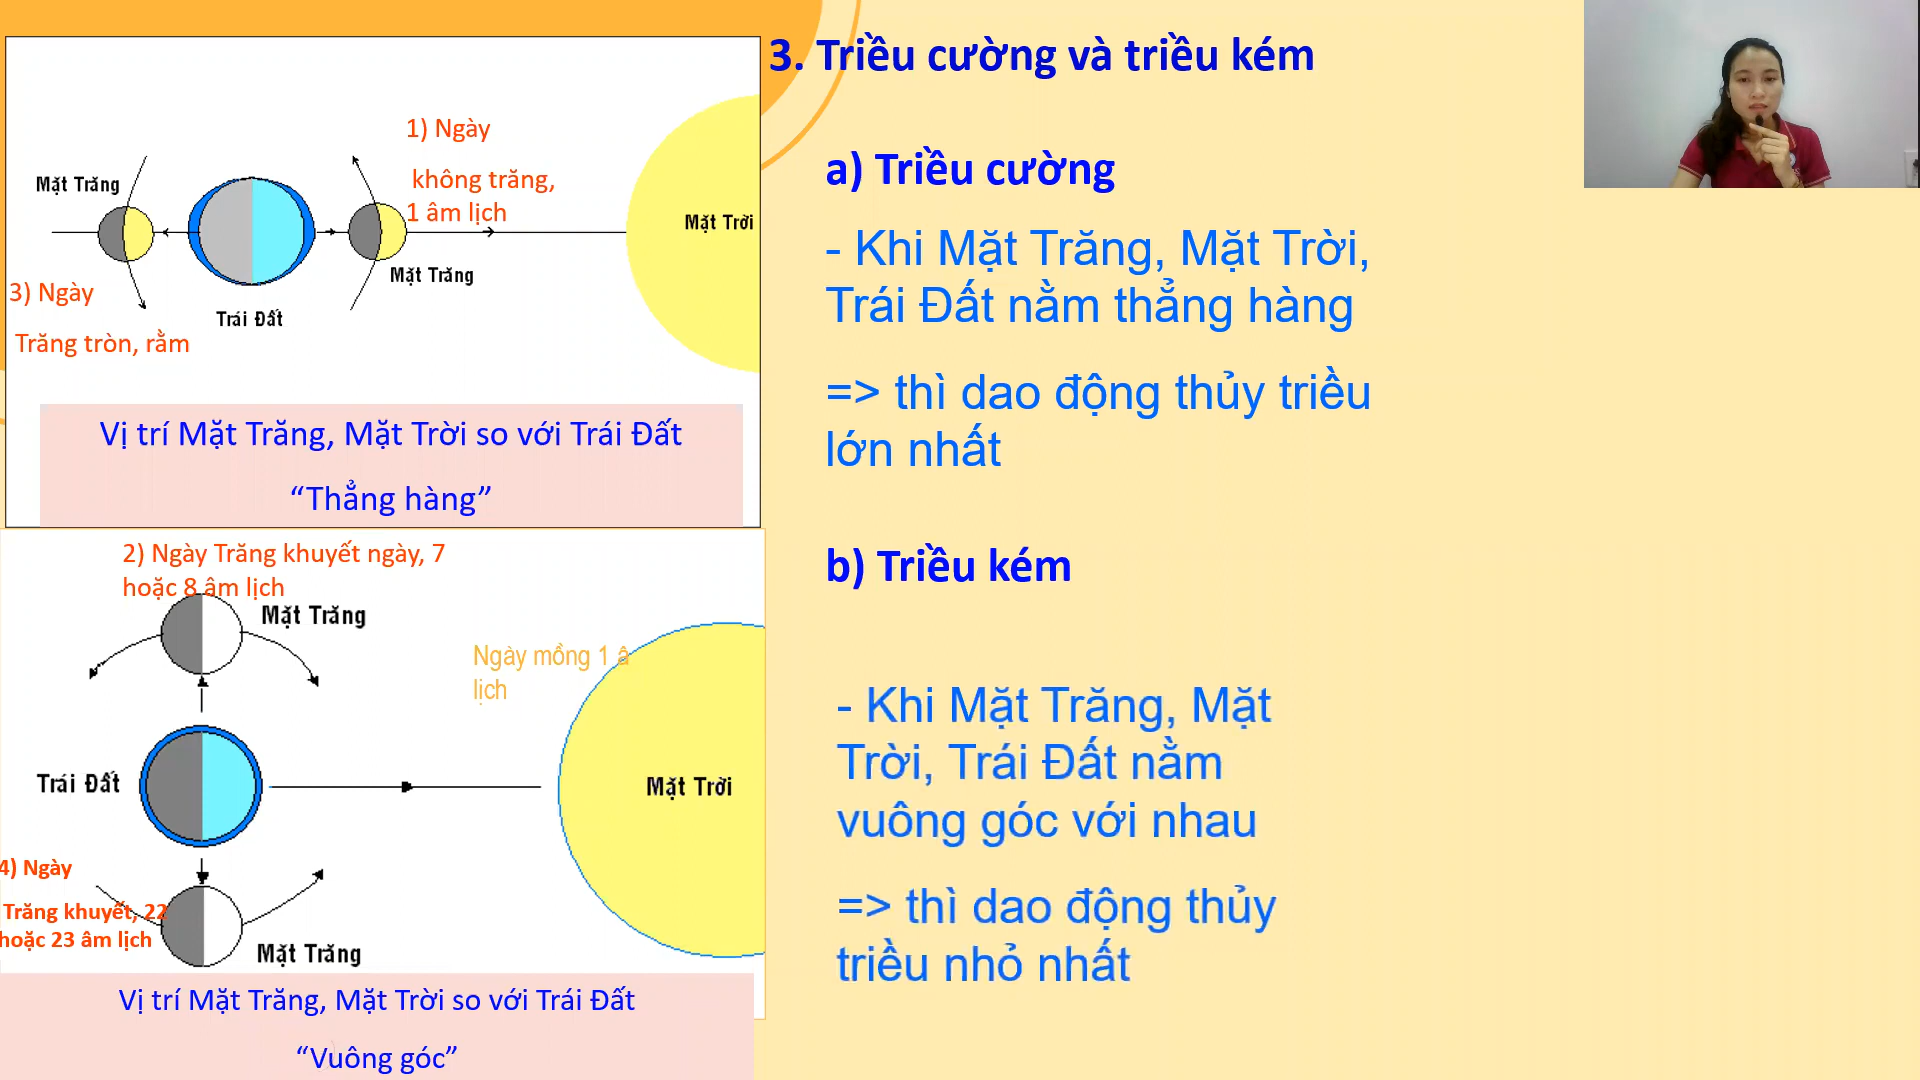 3. Triều cường và triều kém
1) Ngày
không trăng,
1 âm lịch
Mặt Trăng
Mặt Trời
Mặt Trăng
3) Ngày
Trái Đất
Trăng tròn, rằm
Vị trí Mặt Trăng, Mặt Trời so với Trái Đất
“Thẳng hàng”
2) Ngày Trăng khuyết ngày, 7
hoặc 8 âm lịch
Mặt Trăng
Ngày mồng 1 â
lịch
Trái Đất
Mặt Trời
4) Ngày
Trăng khuyết, 22
hoặc 23 âm lịch
Mặt Trăng
Vị trí Mặt Trăng, Mặt Trời so với Trái Đất
“Vuông góc”
a) Triều cường
- Khi Mặt Trăng, Mặt Trời,
Trái Đất nằm thẳng hàng
=> thì dao động thủy triều
lớn nhất
b) Triều kém
- Khi Mặt Trăng, Mặt
Trời, Trái Đất nằm
vuông góc với nhau
=> thì dao động thủy
triều nhỏ nhất